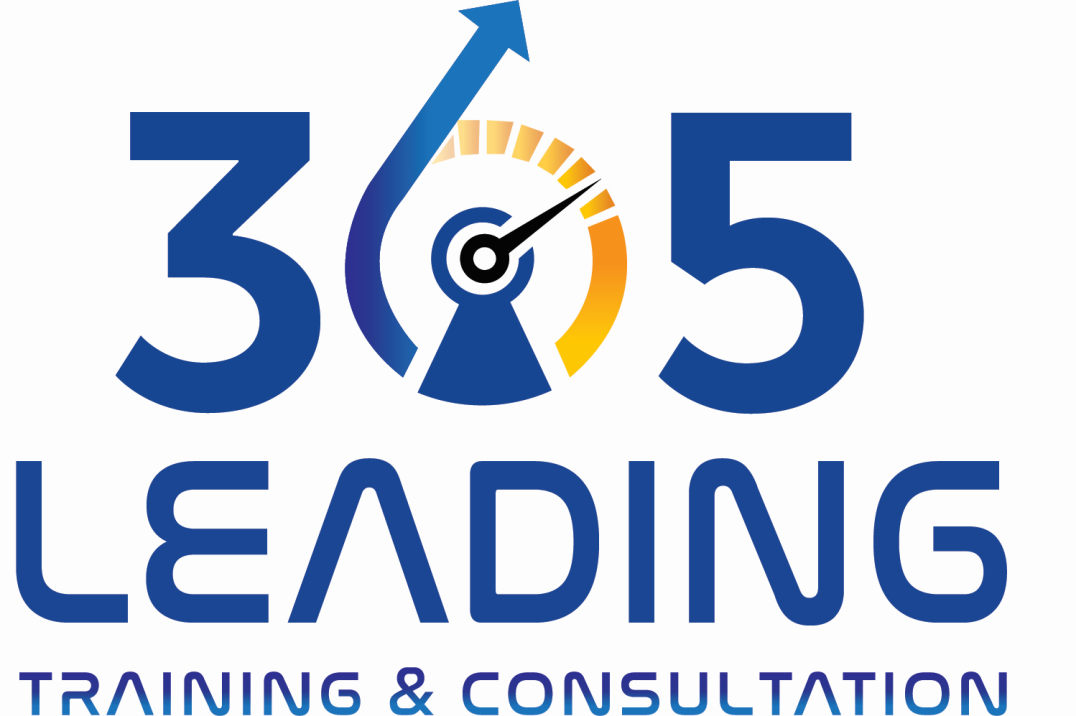 365
LEADING
TRAINING & CONSULTATION